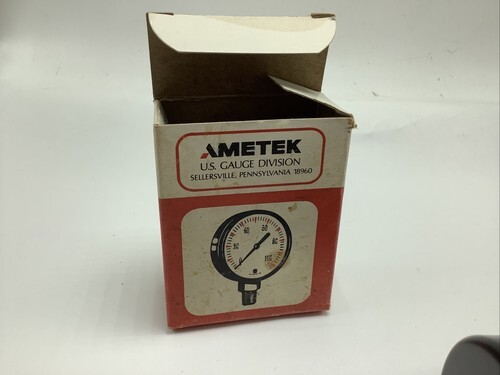 AMETEK
U.S. GAUGE DIVISION
SELLERSVILLE, PENNSYLVANIA 18960